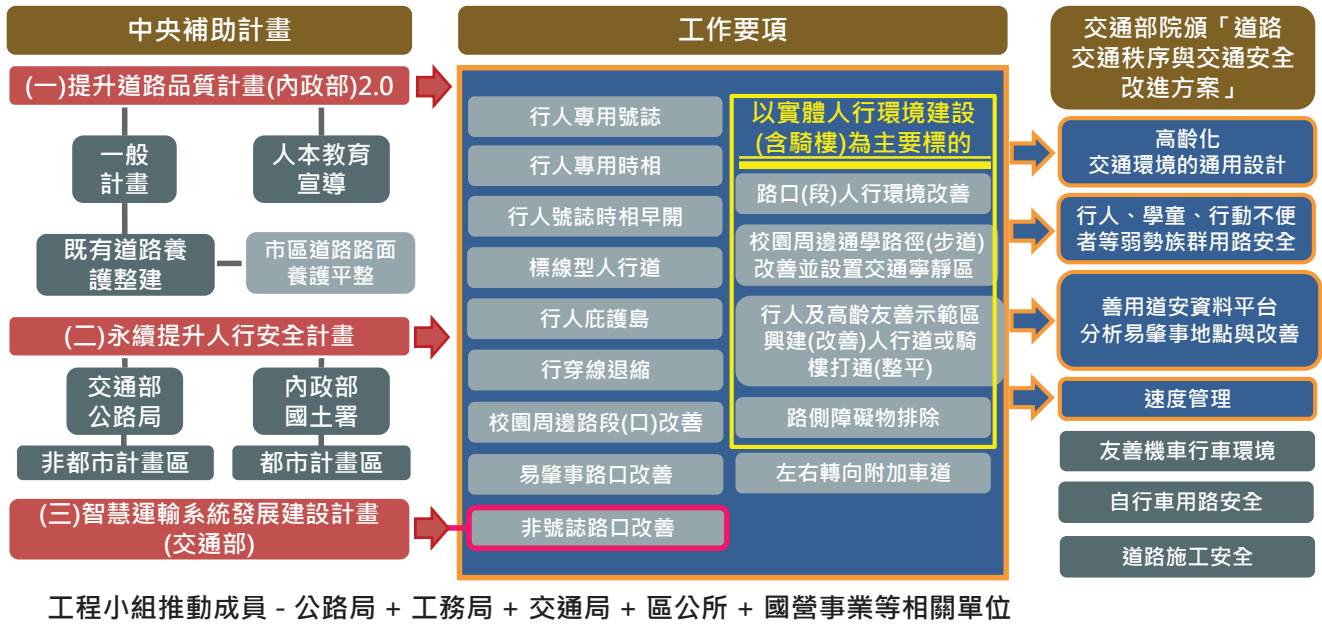 中央補助計畫
(一)提升道路品質計畫(內政部)2.0
一般
計畫
人本教育
宣導
既有道路養
護整建
市區道路路面
養護平整
(二)永續提升人行安全計畫
交通部
公路局
內政部
國土署
非都市計畫區
都市計畫區
(三)智慧運輸系統發展建設計畫
(交通部)
工作要項
行人專用號誌
行人專用時相
行人號誌時相早開
標線型人行道
行人庇護島
行穿線退縮
校園周邊路段(口)改善
易肇事路口改善
非號誌路口改善
以實體人行環境建設
(含騎樓)為主要標的
路口(段)人行環境改善
校園周邊通學路徑(步道)
改善並設置交通寧靜區
行人及高齡友善示範區
興建(改善)人行道或騎
樓打通(整平)
路側障礙物排除
左右轉向附加車道
交通部院頒「道路
交通秩序與交通安全
改進方案」
高齡化
交通環境的通用設計
行人、學童、行動不便
者等弱勢族群用路安全
善用道安資料平台
分析易肇事地點與改善
速度管理
友善機車行車環境
自行車用路安全
道路施工安全
工程小組推動成員 - 公路局 + 工務局 + 交通局 + 區公所 + 國營事業等相關單位